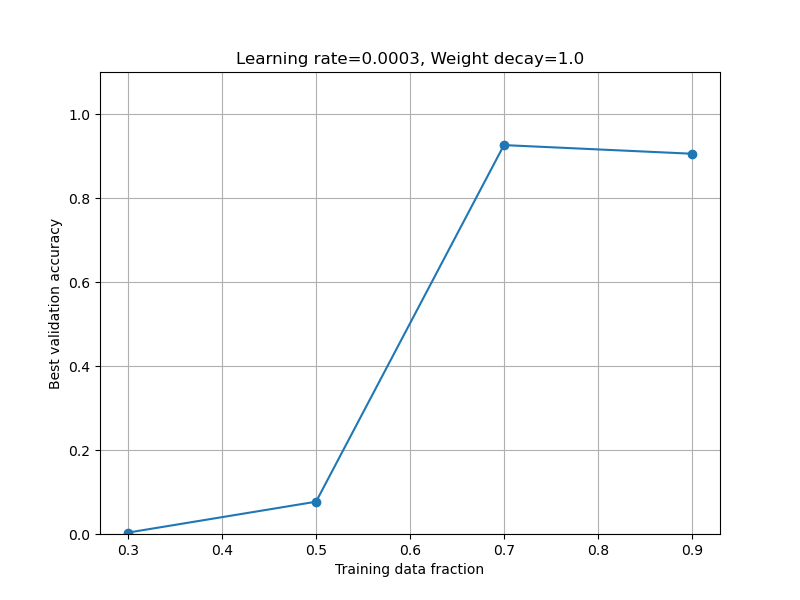 Learning rate=0.0003, Weight decay=1.0
Best validation accuracy
1.0
0.8
0.6
0.4
0.2
0.0
0.3 0.4 0.5 0.6 0.7 0.8 0.9
Training data fraction